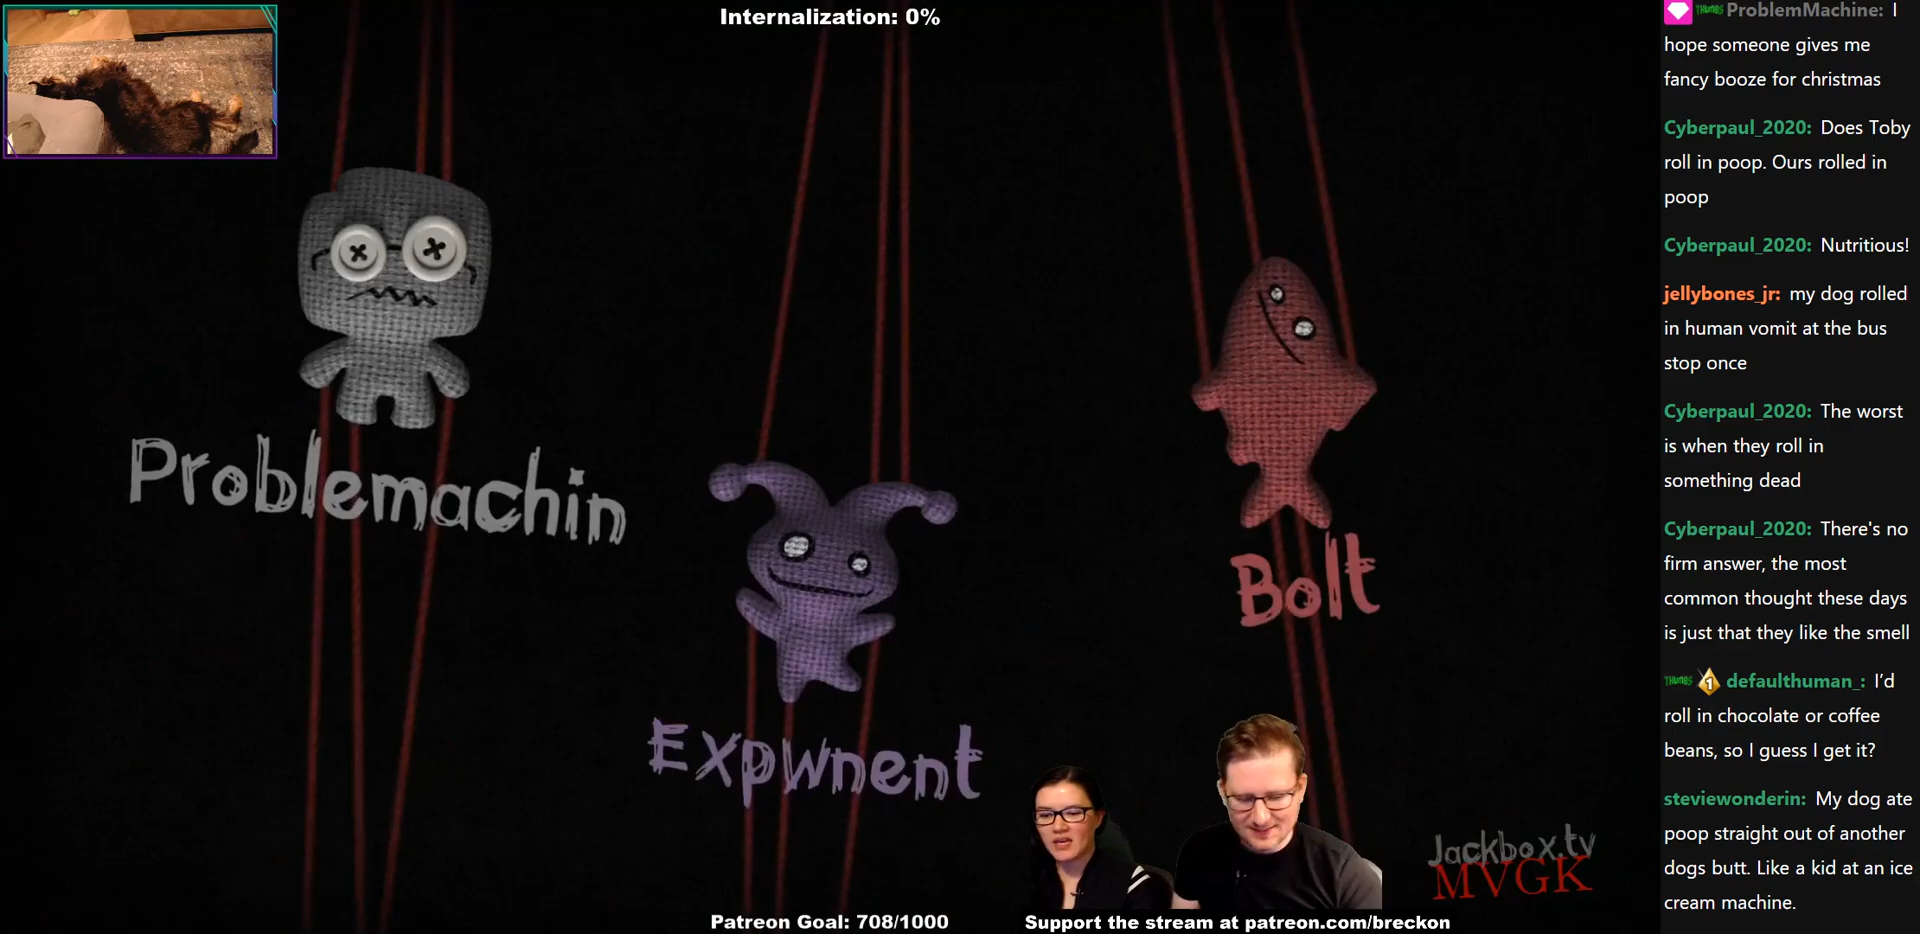 Internalization: 0%
Problemachin
Expwnent
Bolt
Jackbox.tv
MVGK
Patreon Goal: 708/1000
Support the stream at patreon.com/breckon
THUMBS ProblemMachine: I
hope someone gives me
fancy booze for christmas
Cyberpaul_2020: Does Toby
roll in poop. Ours rolled in
poop
Cyberpaul_2020: Nutritious!
jellybones_jr: my dog rolled
in human vomit at the bus
stop once
Cyberpaul_2020: The worst
is when they roll in
something dead
Cyberpaul_2020: There's no
firm answer, the most
common thought these days
is just that they like the smell
THUMBS 1 defaulthuman_: I’d
roll in chocolate or coffee
beans, so I guess I get it?
steviewonderin: My dog ate
poop straight out of another
dogs butt. Like a kid at an ice
cream machine.